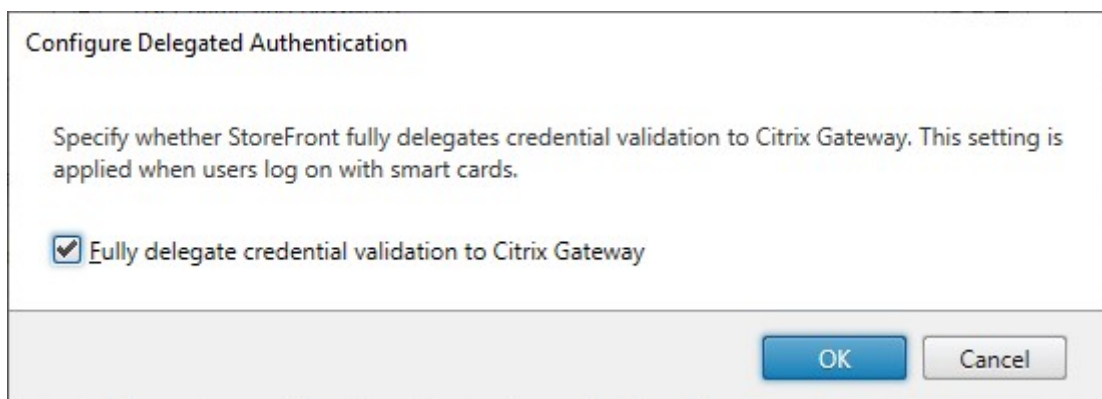 Configure Delegated Authentication
Specify whether StoreFront fully delegates credential validation to Citrix Gateway. This setting is
applied when users log on with smart cards.
Fully delegate credential validation to Citrix Gateway
OK
Cancel